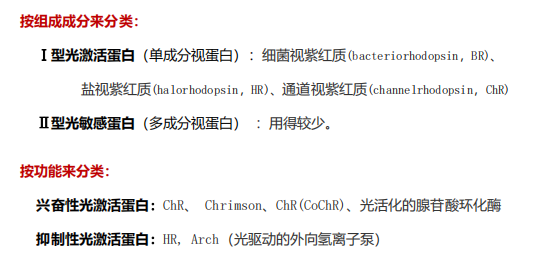 按组成成分来分类：
Ⅰ型光激活蛋白（单成分视蛋白）：细菌视紫红质(bacteriorhodopsin, BR)、
盐视紫红质(halorhodopsin, HR)、通道视紫红质(channelrhodopsin, ChR)
Ⅱ型光敏感蛋白（多成分视蛋白）：用得较少。
按功能来分类：
兴奋性光激活蛋白：ChR、 Chrimson、ChR(CoChR)、光活化的腺苷酸环化酶
抑制性光激活蛋白：HR, Arch（光驱动的外向氢离子泵）